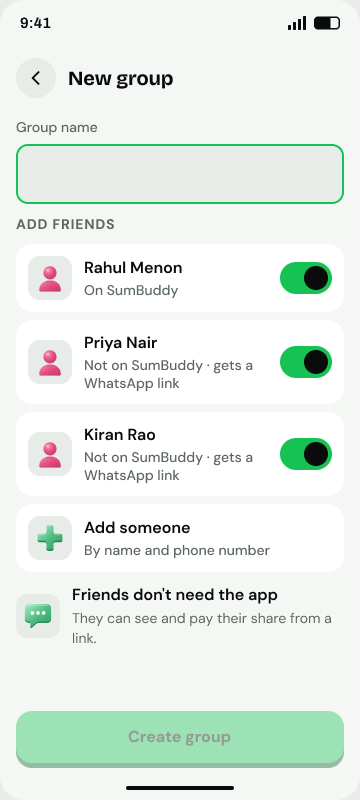 9:41
New group
Group name
ADD FRIENDS
Rahul Menon
On SumBuddy
Priya Nair
Not on SumBuddy · gets a
WhatsApp link
Kiran Rao
Not on SumBuddy · gets a
WhatsApp link
Add someone
By name and phone number
Friends don't need the app
They can see and pay their share from a
link.
Create group